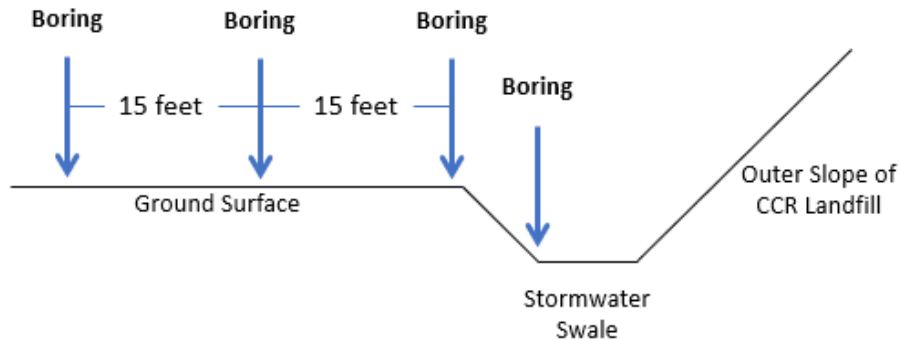 Boring
Boring
Boring
Boring
15 feet
15 feet
Ground Surface
Outer Slope of
CCR Landfill
Stormwater
Swale